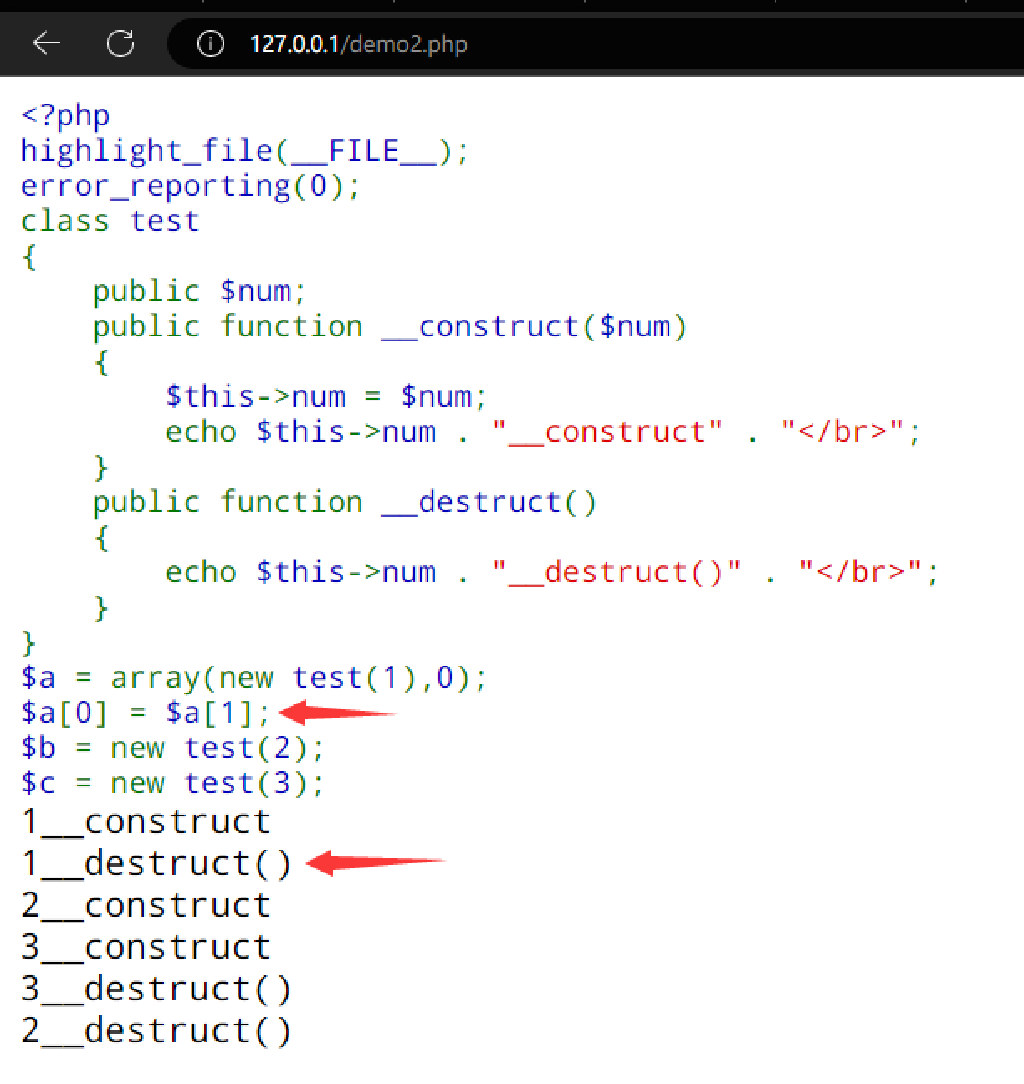 127.0.0.1/demo2.php
<?php
highlight_file(__FILE__);
error_reporting(0);
class test
{
    public $num;
    public function __construct($num)
    {
        $this->num = $num;
        echo $this->num . "__construct" . "</br>";
    }
    public function __destruct()
    {
        echo $this->num . "__destruct()" . "</br>";
    }
}
$a = array(new test(1),0);
$a[0] = $a[1];
$b = new test(2);
$c = new test(3);
1__construct
1__destruct()
2__construct
3__construct
3__destruct()
2__destruct()